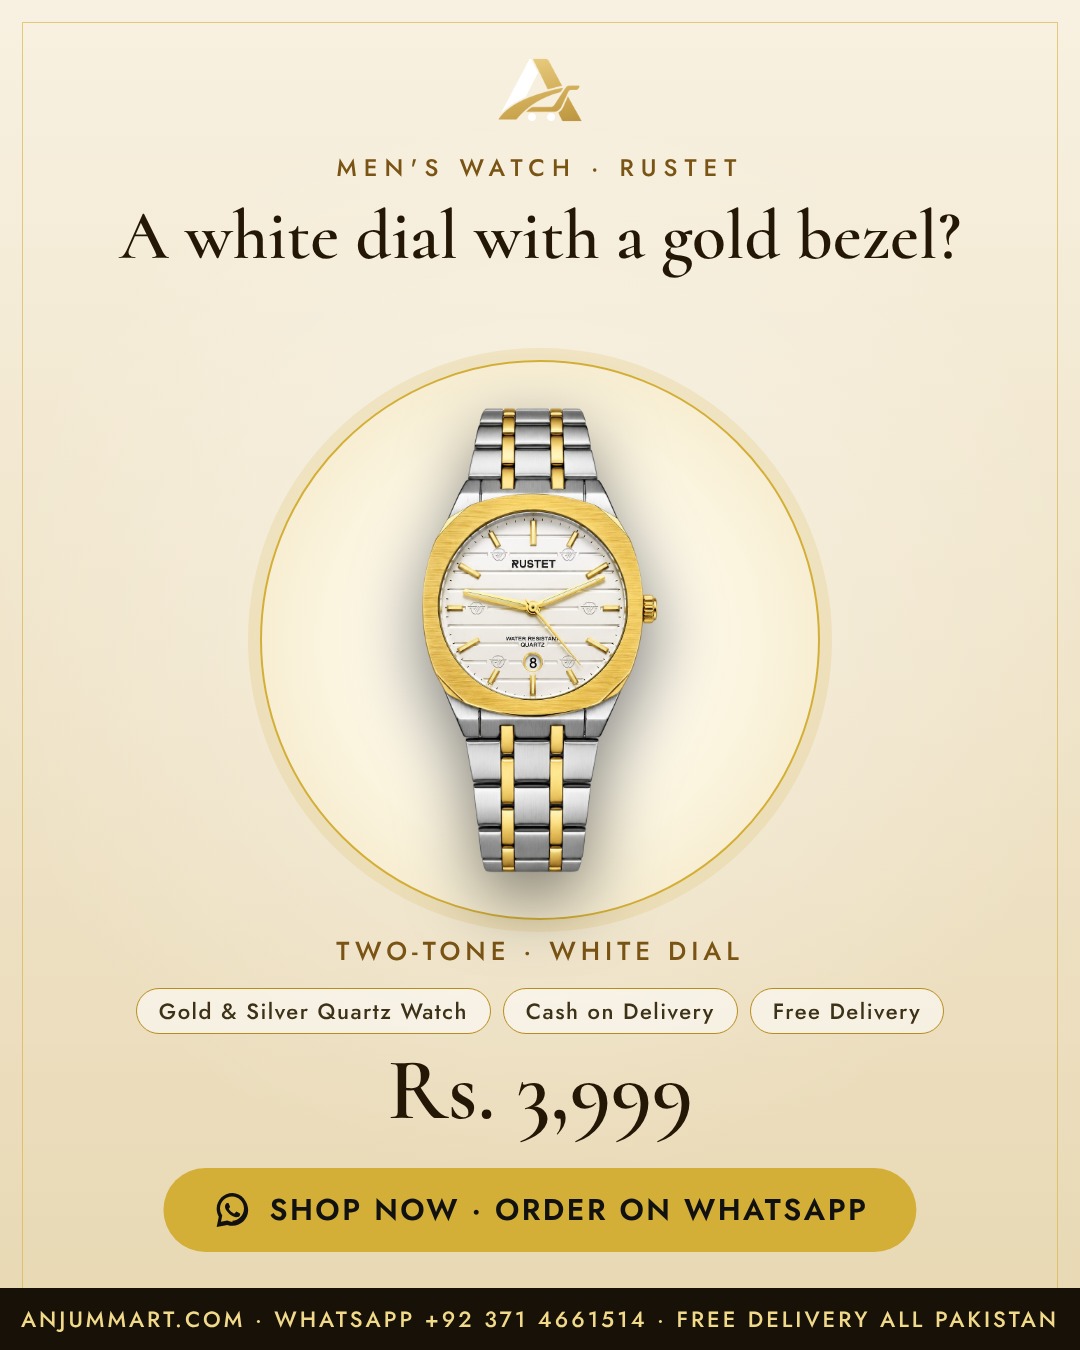 MEN'S WATCH · RUSTET
A white dial with a gold bezel?
RUSTET
WATER RESISTANT
QUARTZ
8
TWO-TONE · WHITE DIAL
Gold & Silver Quartz Watch
Cash on Delivery
Free Delivery
Rs. 3,999
SHOP NOW · ORDER ON WHATSAPP
ANJUMMART.COM · WHATSAPP +92 371 4661514 · FREE DELIVERY ALL PAKISTAN